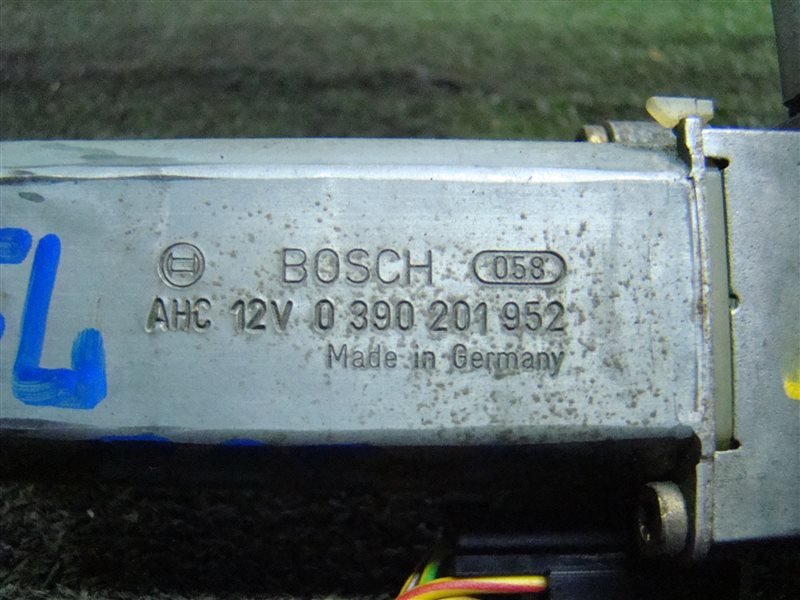 BOSCH 058
AHC 12V 0 390 201 952
Made in Germany